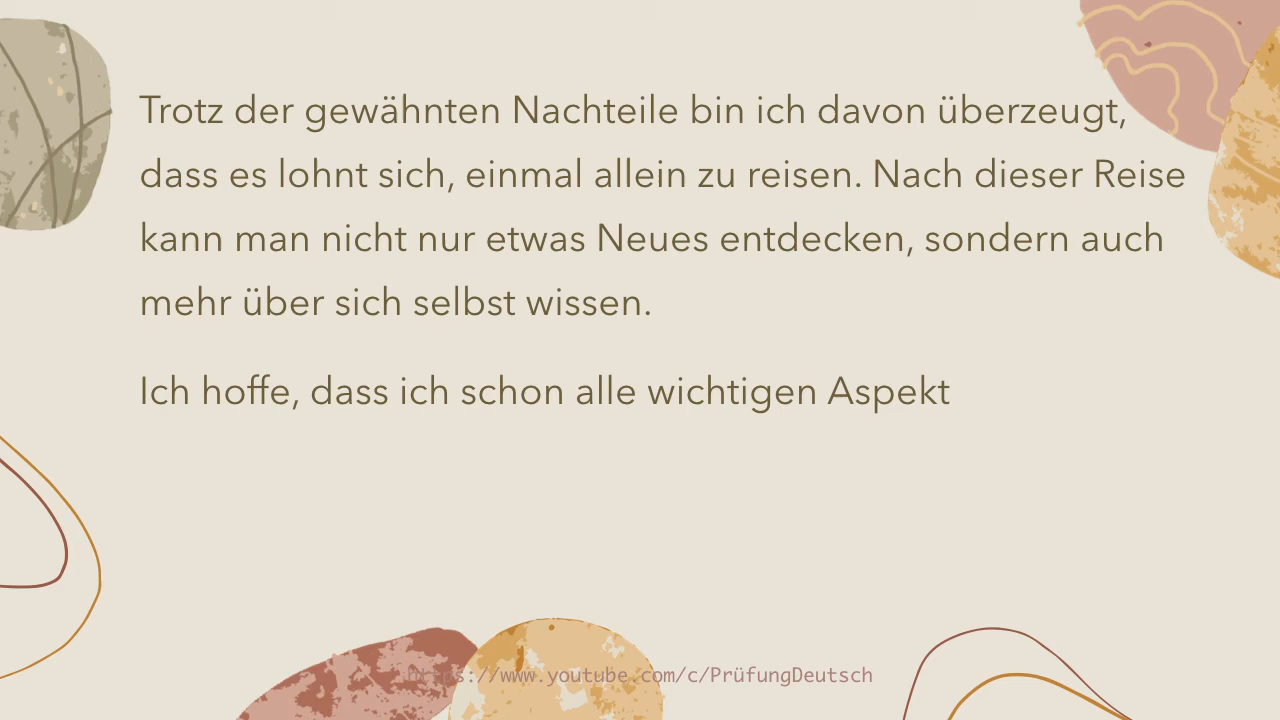 Trotz der gewähnten Nachteile bin ich davon überzeugt,
dass es lohnt sich, einmal allein zu reisen. Nach dieser Reise
kann man nicht nur etwas Neues entdecken, sondern auch
mehr über sich selbst wissen.
Ich hoffe, dass ich schon alle wichtigen Aspekt
https://www.youtube.com/c/PrüfungDeutsch